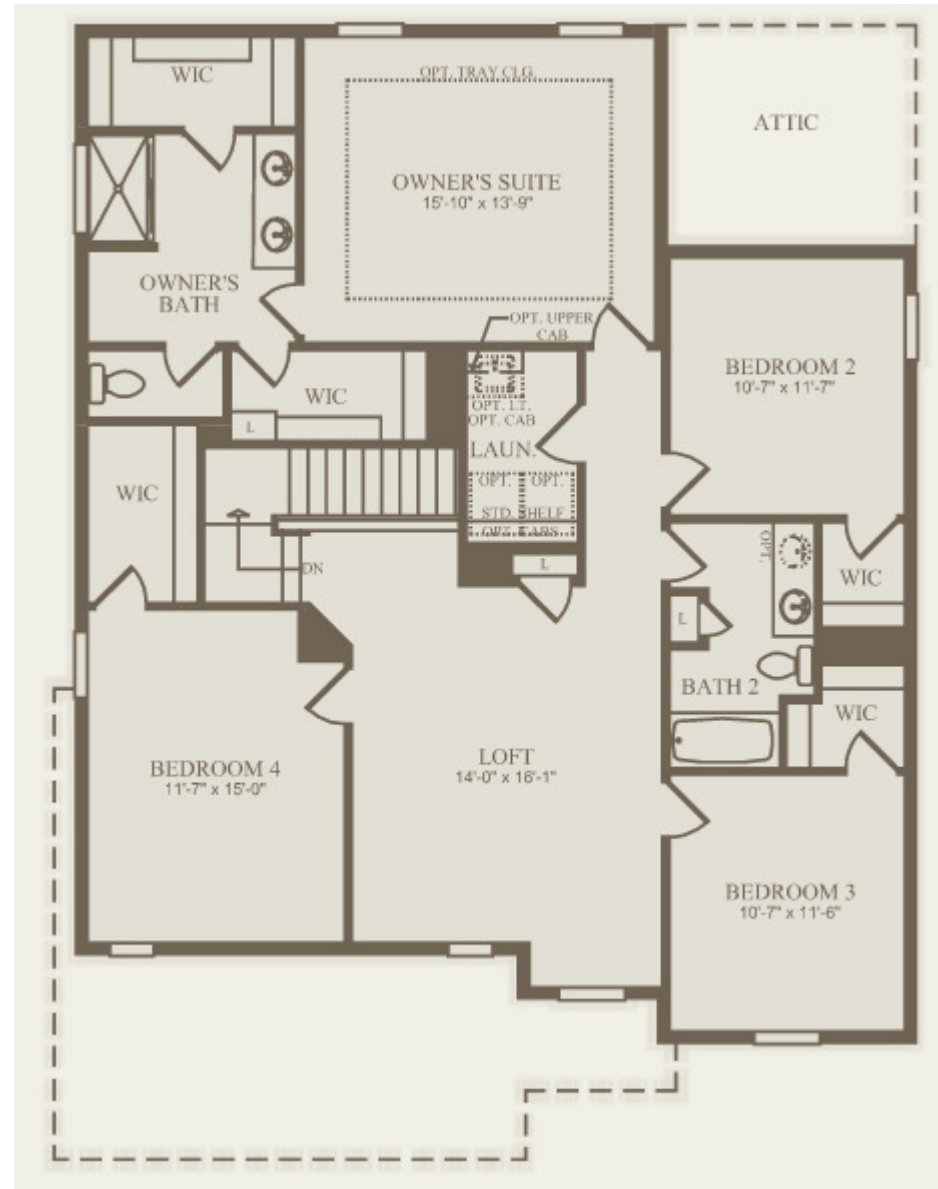 WIC
OPT. TRAY CLG.
ATTIC
OWNER'S SUITE
15'-10" x 13'-9"
OWNER'S
BATH
OPT. UPPER
CAB
BEDROOM 2
10'-7" x 11'-7"
WIC
L
OPT. LT.
OPT. CAB
LAUN.
WIC
OPT. OPT.
STD. SHELF
OPT. CABS
OPT.
DN
L
WIC
L
BATH 2
WIC
LOFT
14'-0" x 16'-1"
BEDROOM 4
11'-7" x 15'-0"
BEDROOM 3
10'-7" x 11'-6"